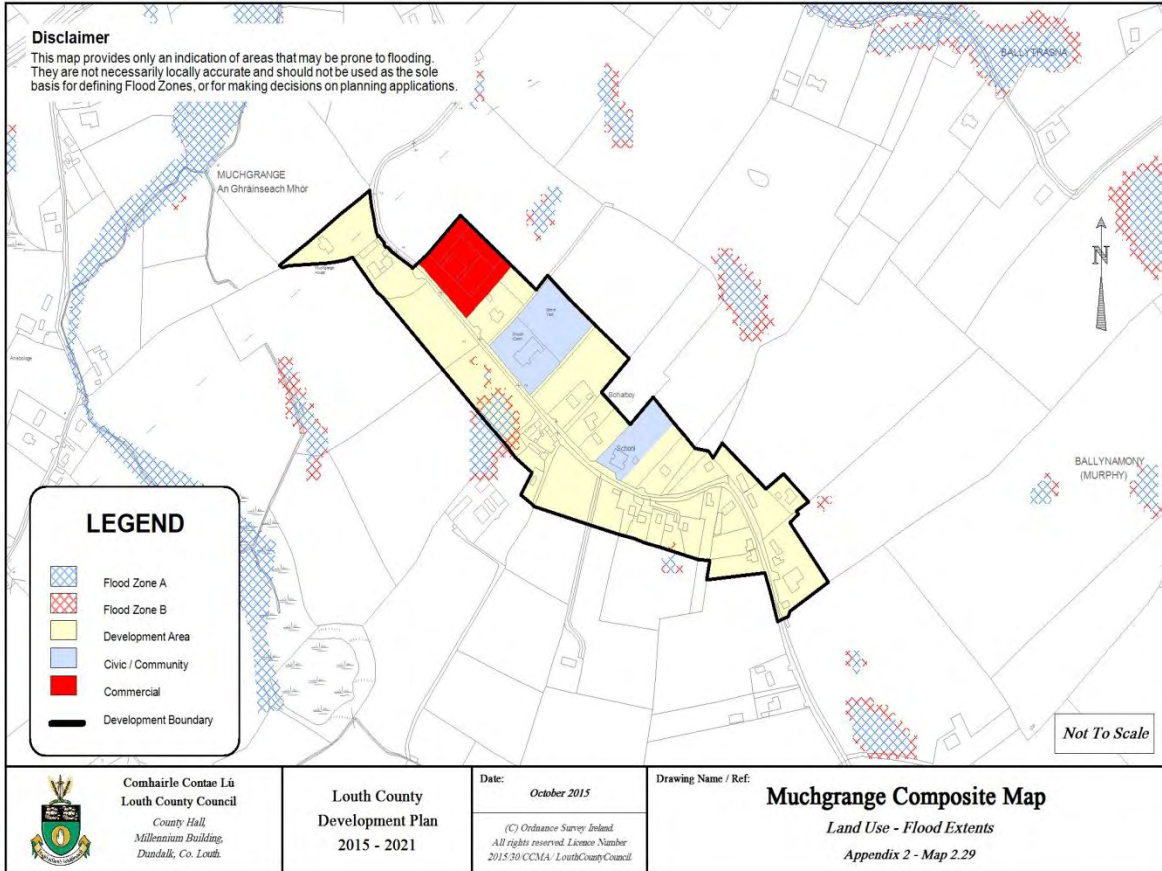 Disclaimer
This map provides only an indication of areas that may be prone to flooding.
They are not necessarily locally accurate and should not be used as the sole
basis for defining Flood Zones, or for making decisions on planning applications.
BALLYTRASNA
MUCHGRANGE
An Ghráinseach Mhór
N
School
BALLYNAMONY
(MURPHY)
LEGEND
Flood Zone A
Flood Zone B
Development Area
Civic / Community
Commercial
Development Boundary
Not To Scale
Comhairle Contae Lú
Louth County Council
County Hall,
Millennium Building,
Dundalk, Co. Louth.
Louth County
Development Plan
2015 - 2021
Date:
October 2015
(C) Ordnance Survey Ireland.
All rights reserved. Licence Number
2015/30/CCMA/ LouthCountyCouncil.
Drawing Name / Ref:
Muchgrange Composite Map
Land Use - Flood Extents
Appendix 2 - Map 2.29